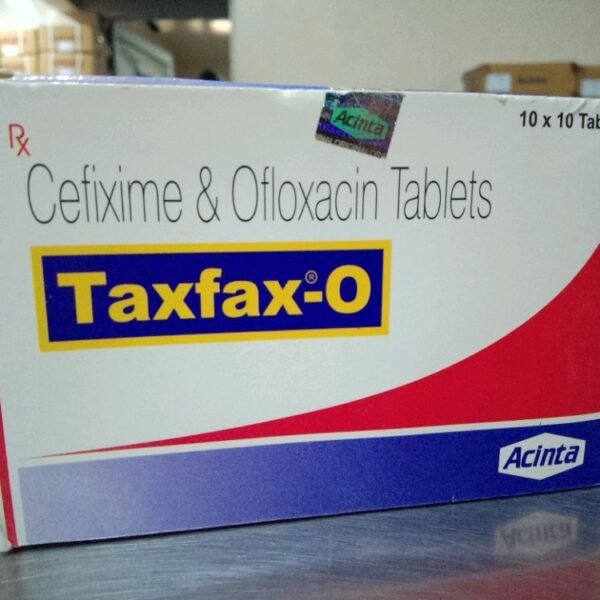 Acinta
10 x 10 Tab
Rx
Cefixime & Ofloxacin Tablets
Taxfax®-O
Acinta